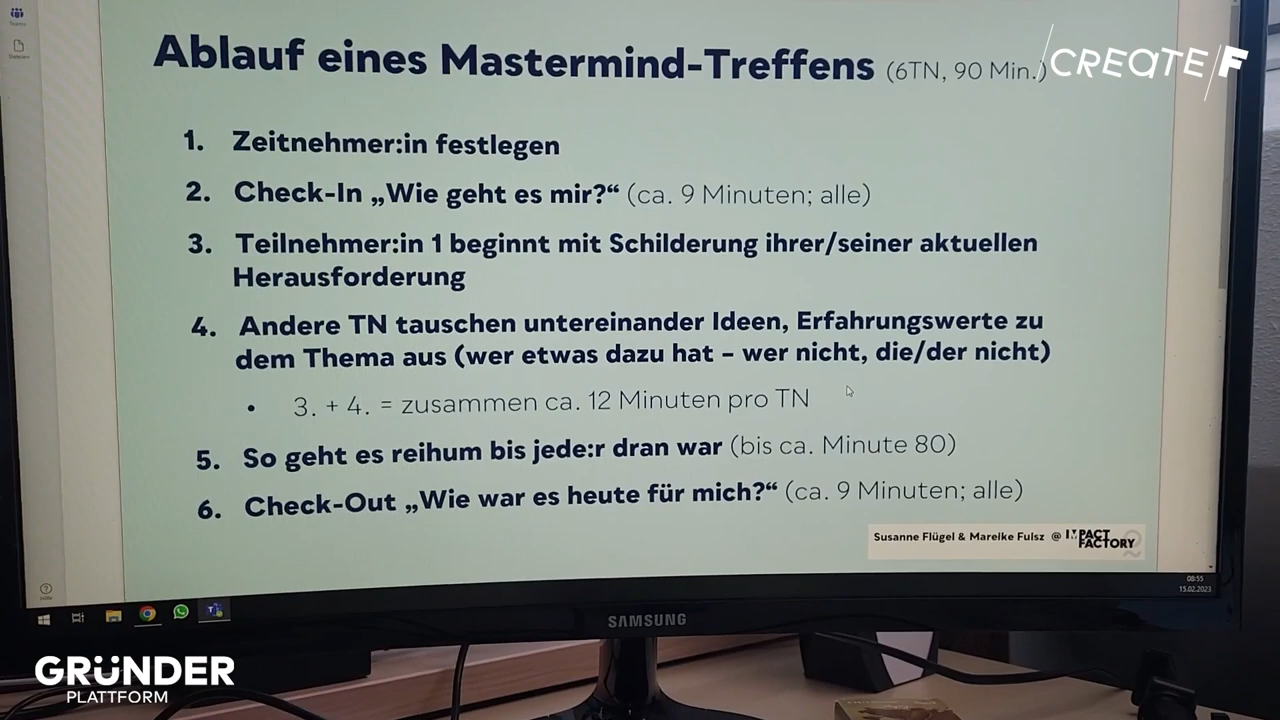 Teams
Ablauf eines Mastermind-Treffens (6TN, 90 Min.)
CREATE/F
1. Zeitnehmer:in festlegen
2. Check-In „Wie geht es mir?“ (ca. 9 Minuten; alle)
3. Teilnehmer:in 1 beginnt mit Schilderung ihrer/seiner aktuellen
Herausforderung
4. Andere TN tauschen untereinander Ideen, Erfahrungswerte zu
dem Thema aus (wer etwas dazu hat – wer nicht, die/der nicht)
• 3. + 4. = zusammen ca. 12 Minuten pro TN
5. So geht es reihum bis jede:r dran war (bis ca. Minute 80)
6. Check-Out „Wie war es heute für mich?“ (ca. 9 Minuten; alle)
Susanne Flügel & Mareike Fulsz @ IMPACT
FACTORY
08:55
15.02.2023
SAMSUNG
GRÜNDER
PLATTFORM